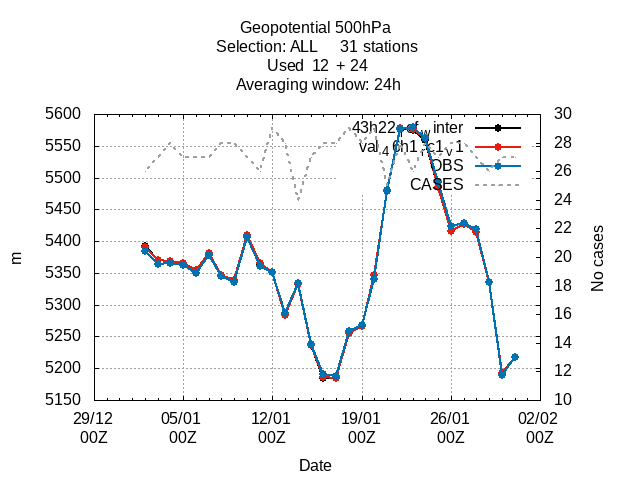 Geopotential 500hPa
Selection: ALL 31 stations
Used 12 + 24
Averaging window: 24h
5600
5550
5500
5450
5400
5350
5300
5250
5200
5150
m
30
28
26
24
22
20
18
16
14
12
10
No cases
inter
OBS
CASES
29/12 05/01 12/01 19/01 26/01 02/02
00Z 00Z 00Z 00Z 00Z 00Z
Date